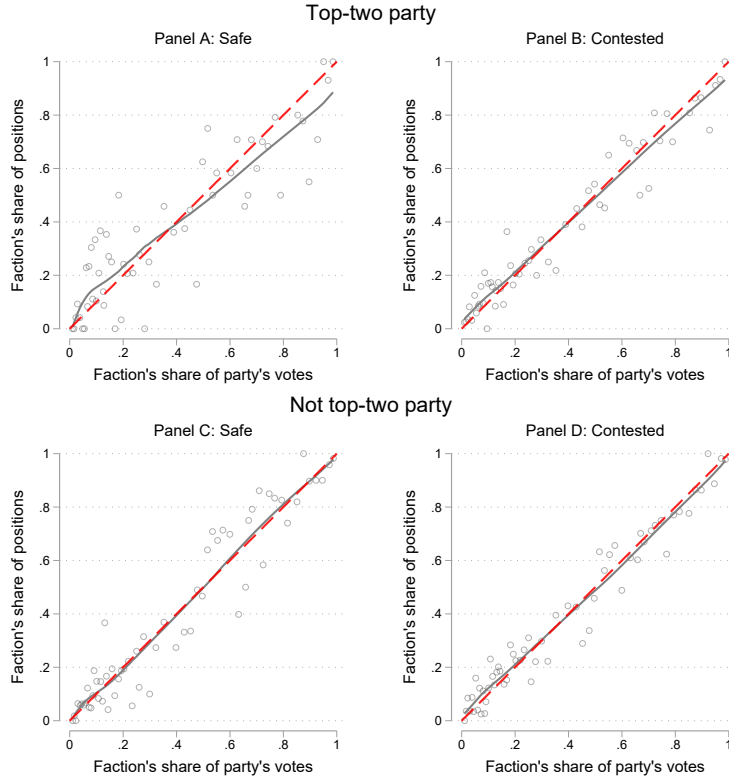 Top-two party
Panel A: Safe
Faction's share of positions
1
.8
.6
.4
.2
0
0 .2 .4 .6 .8 1
Faction's share of party's votes
Panel B: Contested
Faction's share of positions
1
.8
.6
.4
.2
0
0 .2 .4 .6 .8 1
Faction's share of party's votes
Not top-two party
Panel C: Safe
Faction's share of positions
1
.8
.6
.4
.2
0
0 .2 .4 .6 .8 1
Faction's share of party's votes
Panel D: Contested
Faction's share of positions
1
.8
.6
.4
.2
0
0 .2 .4 .6 .8 1
Faction's share of party's votes